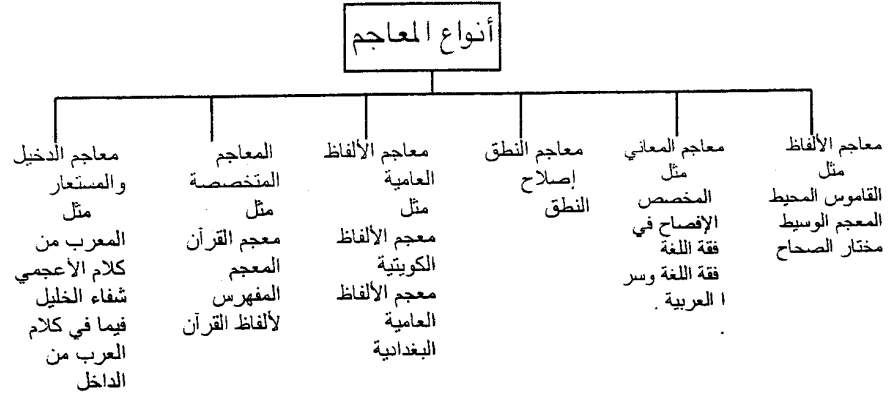 أنواع المعاجم
معاجم الألفاظ
مثل
القاموس المحيط
المعجم الوسيط
مختار الصحاح
معاجم المعاني
مثل
المخصص
الإفصاح في
فقة اللغة
فقة اللغة وسر
العربية .
.
معاجم النطق
إصلاح
النطق
معاجم الألفاظ
العامية
مثل
معجم الألفاظ
الكويتية
معجم الألفاظ
العامية
البغدادية
المعاجم
المتخصصة
مثل
معجم القرآن
المعجم
المفهرس
لألفاظ القرآن
معاجم الدخيل
والمستعار
مثل
المعرب من
كلام الأعجمي
شفاء الخليل
فيما في كلام
العرب من
الداخل